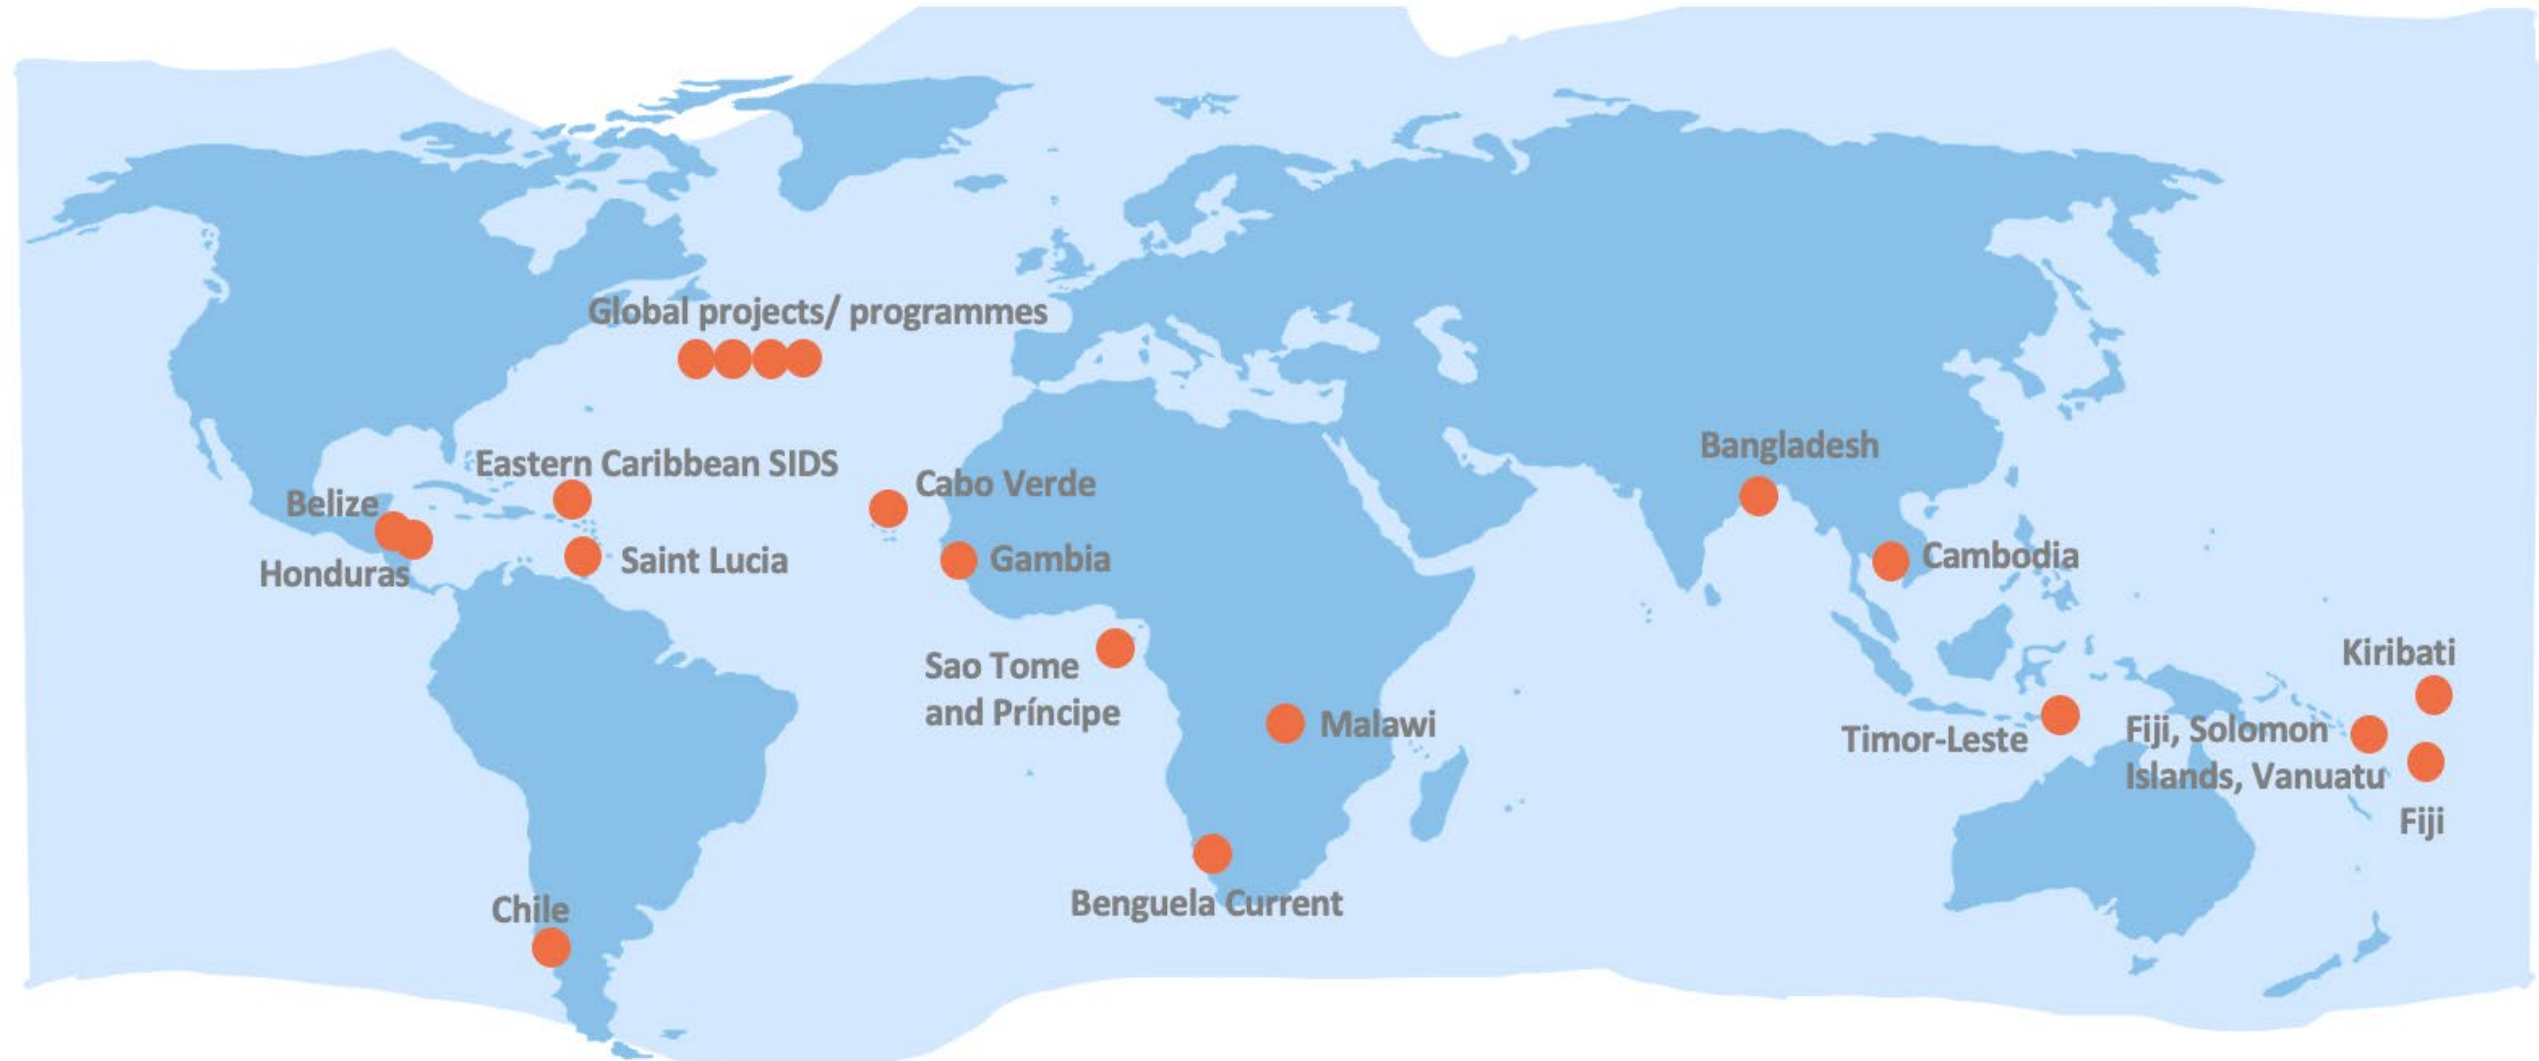 Global projects/ programmes
Eastern Caribbean SIDS
Belize
Honduras
Saint Lucia
Cabo Verde
Gambia
Sao Tome
and Príncipe
Malawi
Benguela Current
Chile
Bangladesh
Cambodia
Timor-Leste
Kiribati
Fiji, Solomon
Islands, Vanuatu
Fiji